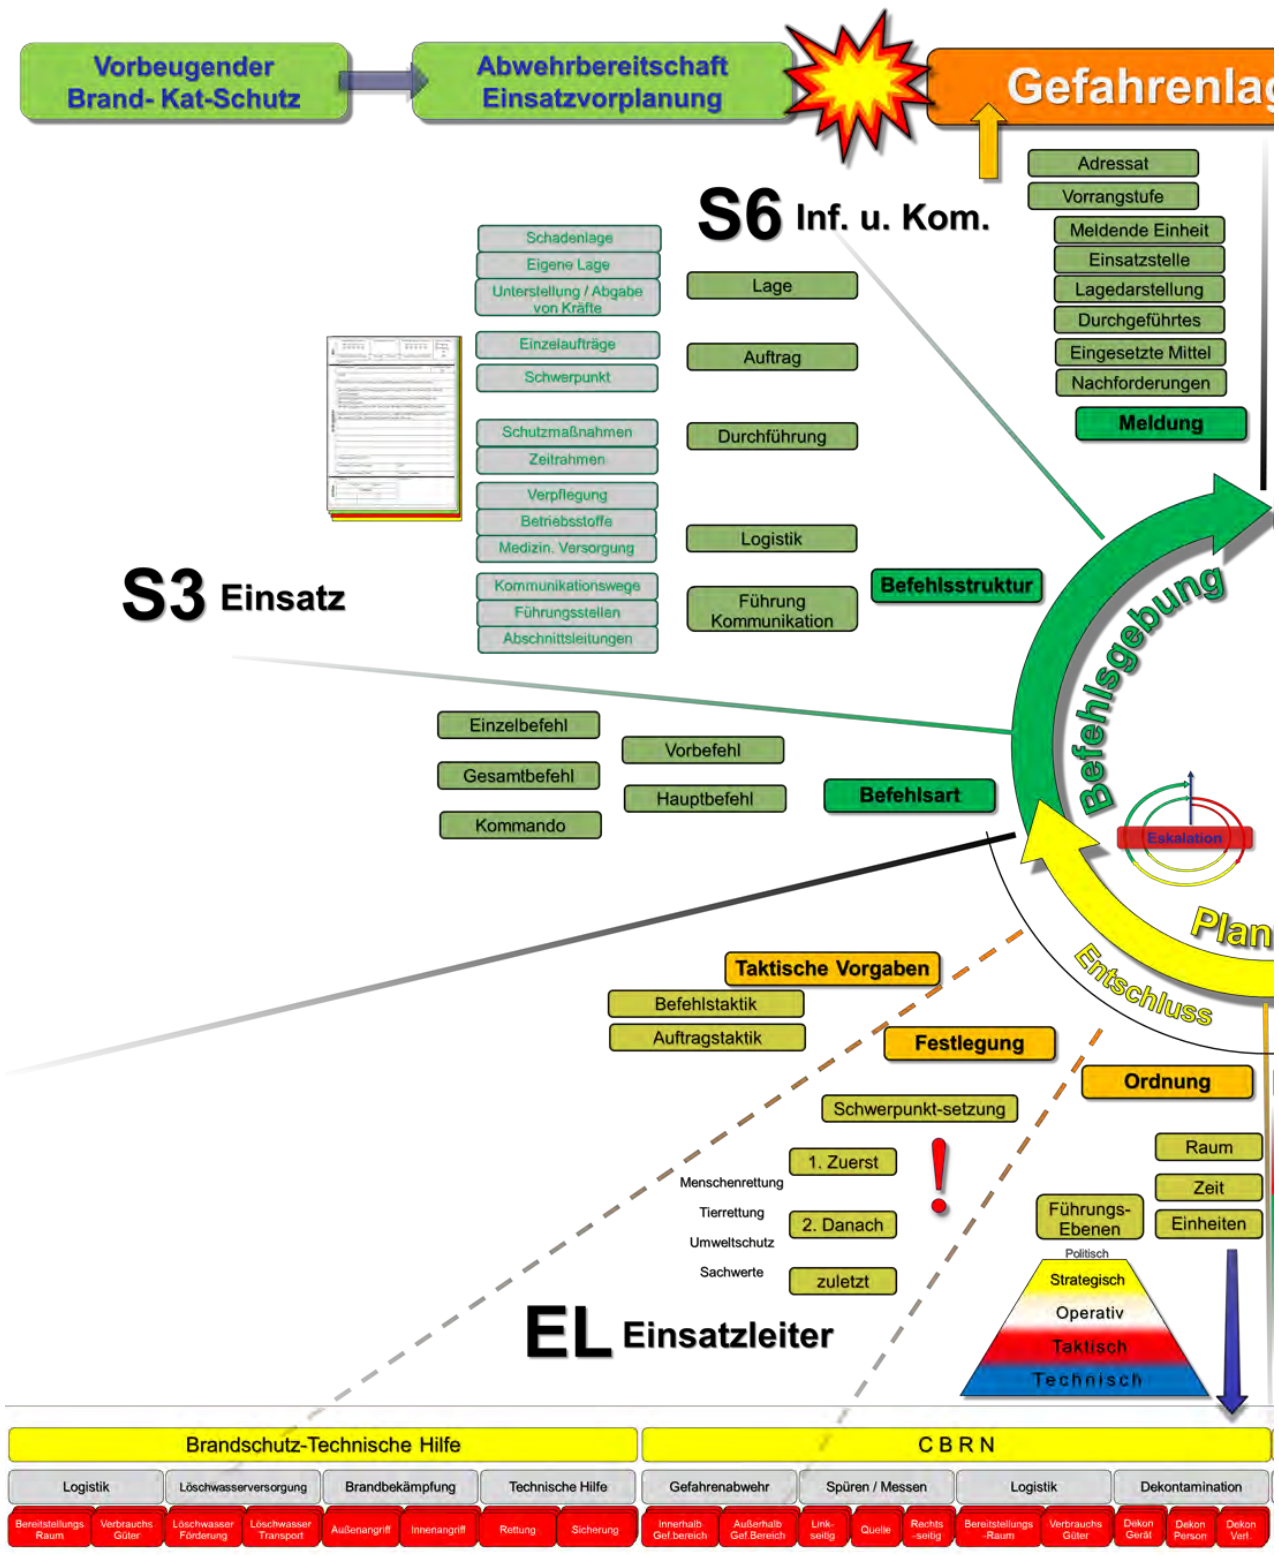 Vorbeugender
Brand- Kat-Schutz
Abwehrbereitschaft
Einsatzvorplanung
Gefahrenlag
Adressat
Vorrangstufe
Meldende Einheit
Einsatzstelle
Lagedarstellung
Durchgeführtes
Eingesetzte Mittel
Nachforderungen
Meldung
S6 Inf. u. Kom.
Schadenlage
Eigene Lage
Unterstellung / Abgabe
von Kräfte
Lage
Einzelaufträge
Schwerpunkt
Auftrag
Schutzmaßnahmen
Zeitrahmen
Durchführung
Verpflegung
Betriebsstoffe
Medizin. Versorgung
Logistik
Kommunikationswege
Führungsstellen
Abschnittsleitungen
Führung
Kommunikation
Befehlsstruktur
S3 Einsatz
Befehlsgebung
Einzelbefehl
Gesamtbefehl
Kommando
Vorbefehl
Hauptbefehl
Befehlsart
Eskalation
Plan
Entschluss
Taktische Vorgaben
Befehlstaktik
Auftragstaktik
Festlegung
Ordnung
Schwerpunkt-setzung
1. Zuerst
Menschenrettung
Tierrettung
2. Danach
Umweltschutz
Sachwerte
zuletzt
!
Raum
Zeit
Einheiten
Führungs-
Ebenen
Politisch
Strategisch
Operativ
Taktisch
Technisch
EL Einsatzleiter
Brandschutz-Technische Hilfe
C B R N
Logistik
Löschwasserversorgung
Brandbekämpfung
Technische Hilfe
Gefahrenabwehr
Spüren / Messen
Logistik
Dekontamination
Bereitstellungs
Raum
Verbrauchs
Güter
Löschwasser
Förderung
Löschwasser
Transport
Außenangriff
Innenangriff
Rettung
Sicherung
Innerhalb
Gef.bereich
Außerhalb
Gef.Bereich
Link-
seitig
Quelle
Rechts
-seitig
Bereitstellungs
-Raum
Verbrauchs
Güter
Dekon
Gerät
Dekon
Person
Dekon
Verl.